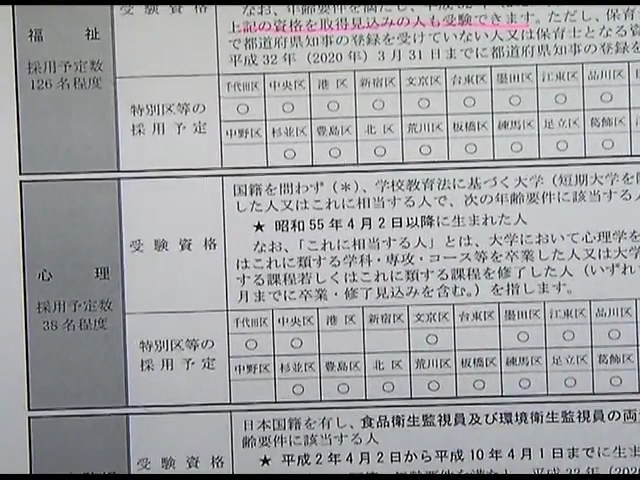 受験資格
上記の資格を取得見込みの人も受験できます。ただし、保育
で都道府県知事の登録を受けていない人又は保育士となる資
平成 32 年（2020 年）3 月 31 日までに都道府県知事の登録を
福　祉
採用予定数
126 名程度
特別区等の
採用予定
千代田区 中央区 港 区 新宿区 文京区 台東区 墨田区 江東区 品川区
○ ○ ○ ○ ○ ○ ○ ○ ○
中野区 杉並区 豊島区 北 区 荒川区 板橋区 練馬区 足立区 葛飾区
○ ○ ○ ○ ○ ○ ○ ○
心　理
採用予定数
38 名程度
受験資格
国籍を問わず（＊）、学校教育法に基づく大学（短期大学を
した人又はこれに相当する人で、次の年齢要件に該当する人
★ 昭和 55 年 4 月 2 日以降に生まれた人
なお、「これに相当する人」とは、大学において心理学を
はこれに類する学科・専攻・コース等を卒業した人又は大学
する課程若しくはこれに類する課程を修了した人（いずれ
月までに卒業・修了見込みを含む。）を指します。
特別区等の
採用予定
千代田区 中央区 港 区 新宿区 文京区 台東区 墨田区 江東区 品川区
○ ○ ○ ○ ○ ○
中野区 杉並区 豊島区 北 区 荒川区 板橋区 練馬区 足立区 葛飾区
○ ○ ○ ○ ○ ○ ○ ○
受験資格
日本国籍を有し、食品衛生監視員及び環境衛生監視員の両
齢要件に該当する人
★ 平成 2 年 4 月 2 日から平成 10 年 4 月 1 日までに生ま